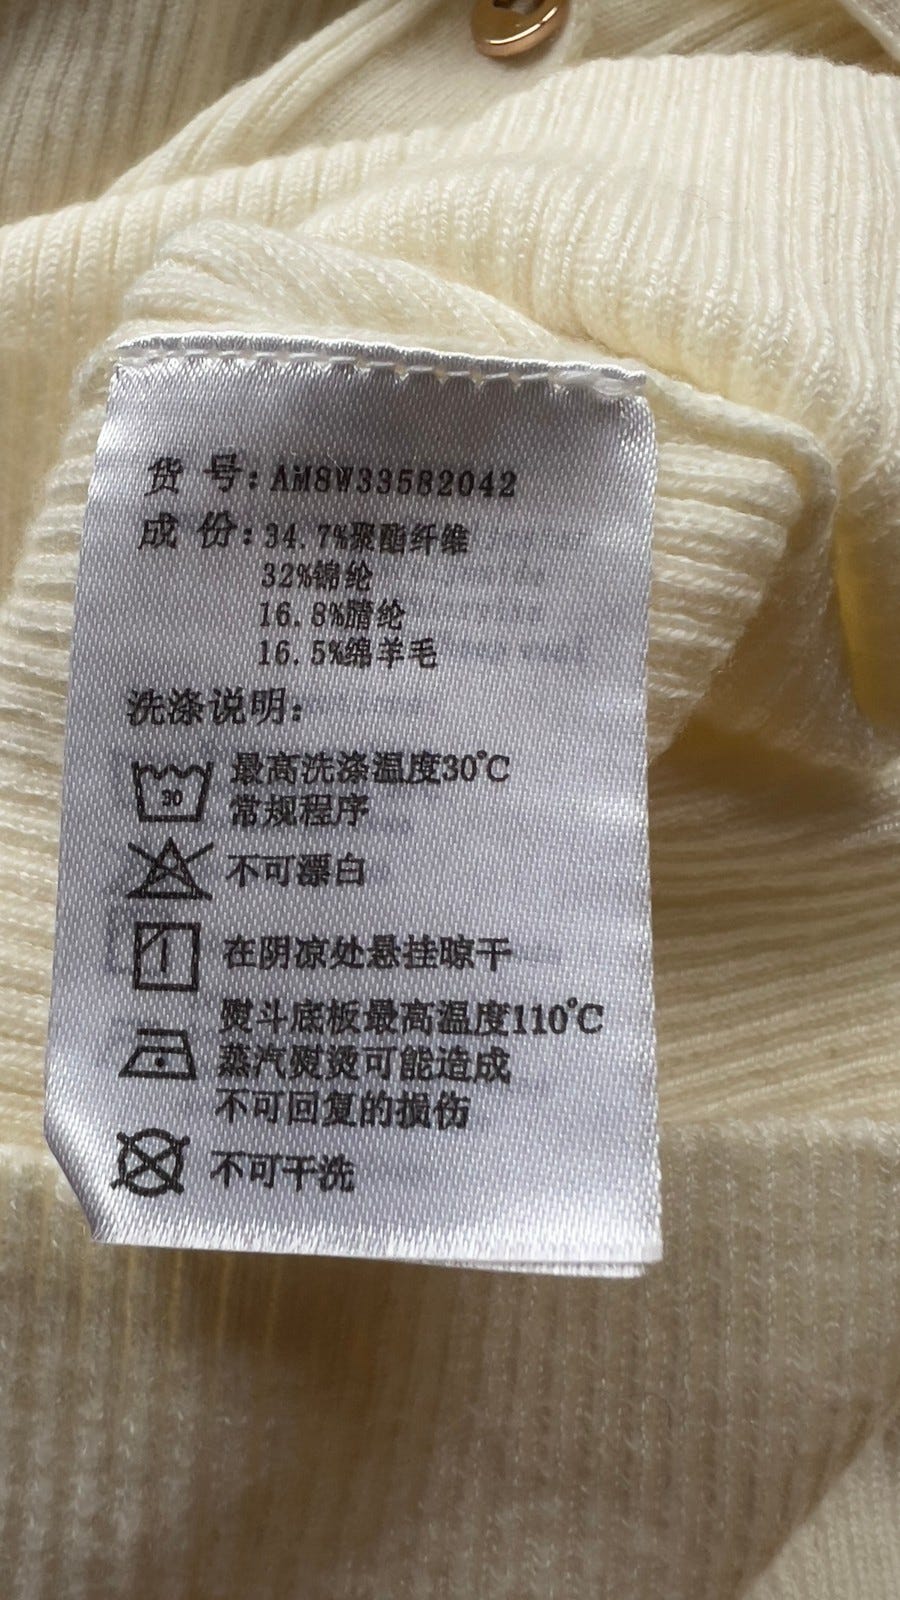 货 号:AM8W33582042
成 份:34.7%聚酯纤维
32%锦纶
16.8%腈纶
16.5%绵羊毛
洗涤说明:
30
最高洗涤温度30℃
常规程序
不可漂白
在阴凉处悬挂晾干
熨斗底板最高温度110℃
蒸汽熨烫可能造成
不可回复的损伤
不可干洗